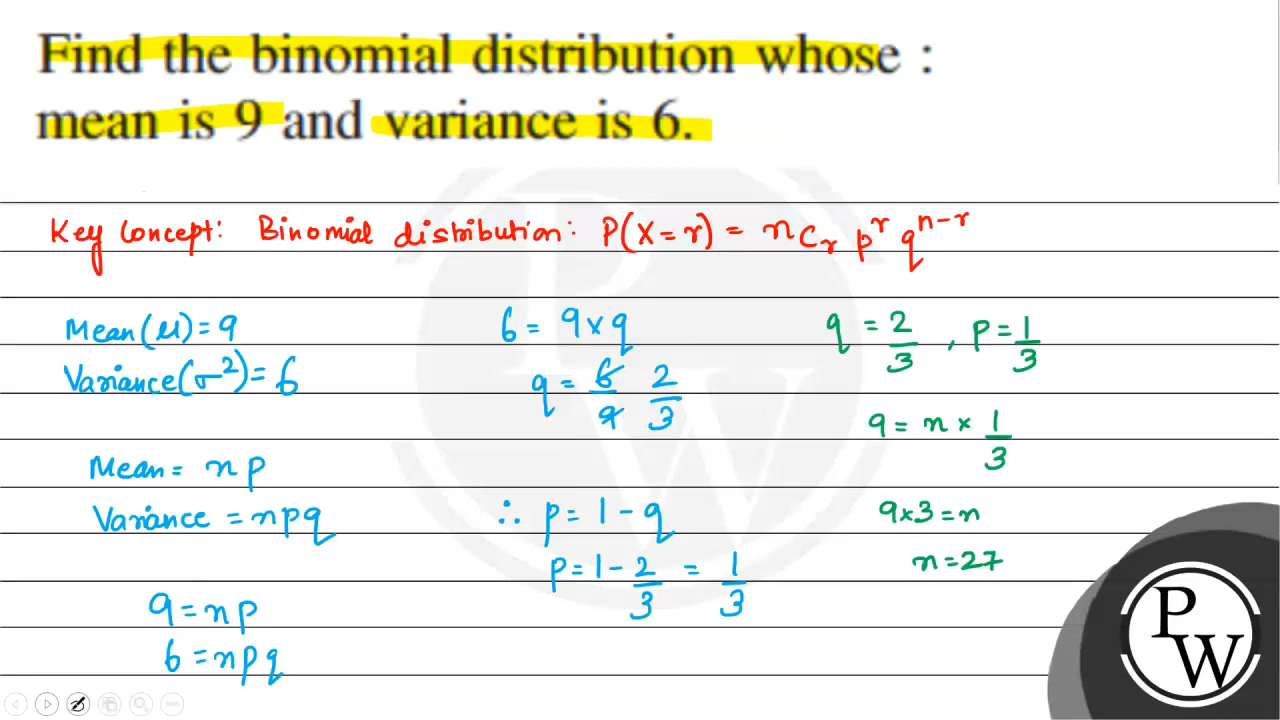 Find the binomial distribution whose :
mean is 9 and variance is 6.
Key Concept: Binomial distribution: P(X=r) = nCr p^r q^(n-r)
Mean(μ) = 9
Variance(σ²) = 6
Mean = np
Variance = npq
9 = np
6 = npq
6 = 9×q
q = 6/9 2/3
∴ p = 1 - q
p = 1 - 2/3 = 1/3
q = 2/3 , p = 1/3
9 = n × 1/3
9×3 = n
n = 27
P
W
P
W